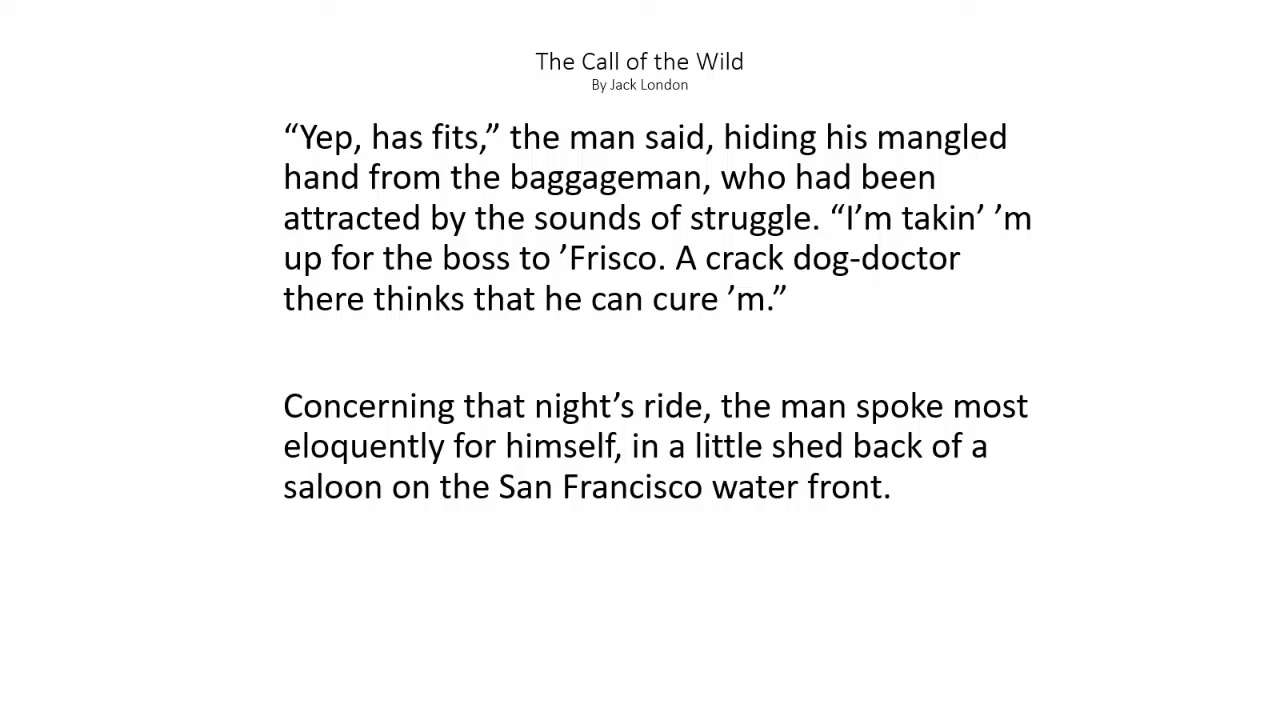 The Call of the Wild
By Jack London
“Yep, has fits,” the man said, hiding his mangled
hand from the baggageman, who had been
attracted by the sounds of struggle. “I’m takin’ ’m
up for the boss to ’Frisco. A crack dog-doctor
there thinks that he can cure ’m.”
Concerning that night’s ride, the man spoke most
eloquently for himself, in a little shed back of a
saloon on the San Francisco water front.